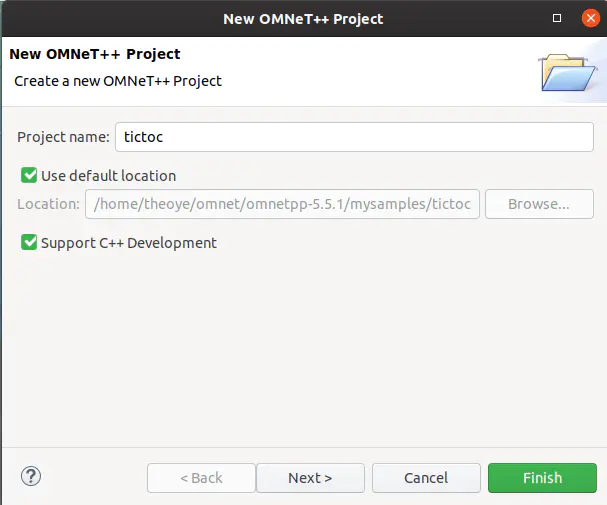 New OMNeT++ Project
New OMNeT++ Project
Create a new OMNeT++ Project
Project name: tictoc
Use default location
Location: /home/theoye/omnet/omnetpp-5.5.1/mysamples/tictoc Browse...
Support C++ Development
? < Back Next > Cancel Finish